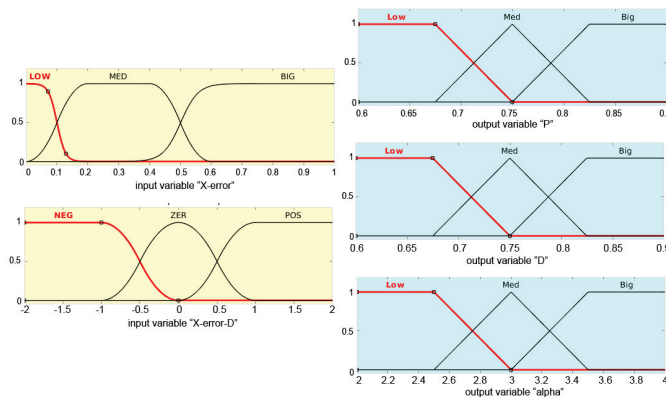 LOW MED BIG
1
0.5
0
0 0.1 0.2 0.3 0.4 0.5 0.6 0.7 0.8 0.9 1
input variable "X-error"
NEG ZER POS
1
0.5
0
-2 -1.5 -1 -0.5 0 0.5 1 1.5 2
input variable "X-error-D"
Low Med Big
1
0.5
0
0.6 0.65 0.7 0.75 0.8 0.85 0.9
output variable "P"
Low Med Big
1
0.5
0
0.6 0.65 0.7 0.75 0.8 0.85 0.9
output variable "D"
Low Med Big
1
0.5
0
2 2.2 2.4 2.6 2.8 3 3.2 3.4 3.6 3.8 4
output variable "alpha"